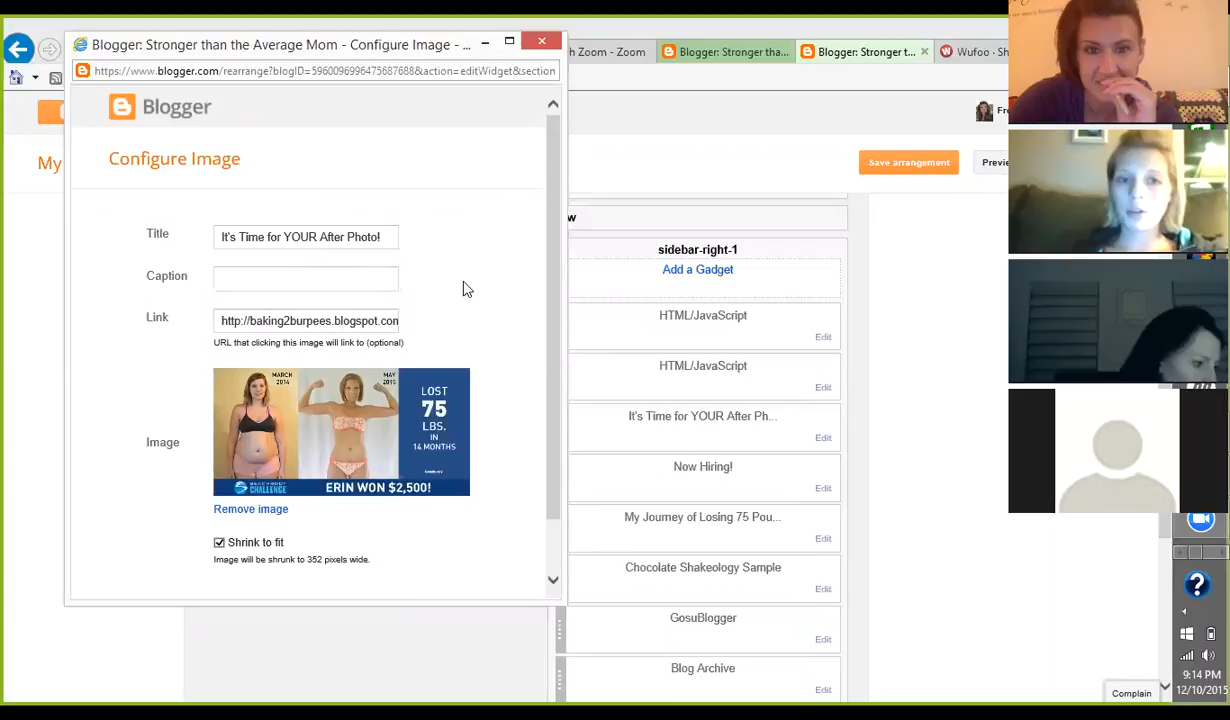 Blogger: Stronger than the Average Mom - Configure Image - ...
https://www.blogger.com/rearrange?blogID=5960096996475687688&action=editWidget&section
Blogger
Configure Image
Title
It's Time for YOUR After Photo!
Caption
Link
http://baking2burpees.blogspot.com
URL that clicking this image will link to (optional)
Image
MARCH
2014
MAY
2015
LOST
75
LBS.
IN
14 MONTHS
BEACHBODY
CHALLENGE
ERIN WON $2,500!
Remove image
Shrink to fit
Image will be shrunk to 352 pixels wide.
h Zoom - Zoom
Blogger: Stronger tha...
Blogger: Stronger t...
Wufoo · Sh
My
Save arrangement
Previe
w
sidebar-right-1
Add a Gadget
HTML/JavaScript
Edit
HTML/JavaScript
Edit
It's Time for YOUR After Ph...
Edit
Now Hiring!
Edit
My Journey of Losing 75 Pou...
Edit
Chocolate Shakeology Sample
Edit
GosuBlogger
Edit
Blog Archive
Edit
Complain
9:14 PM
12/10/2015